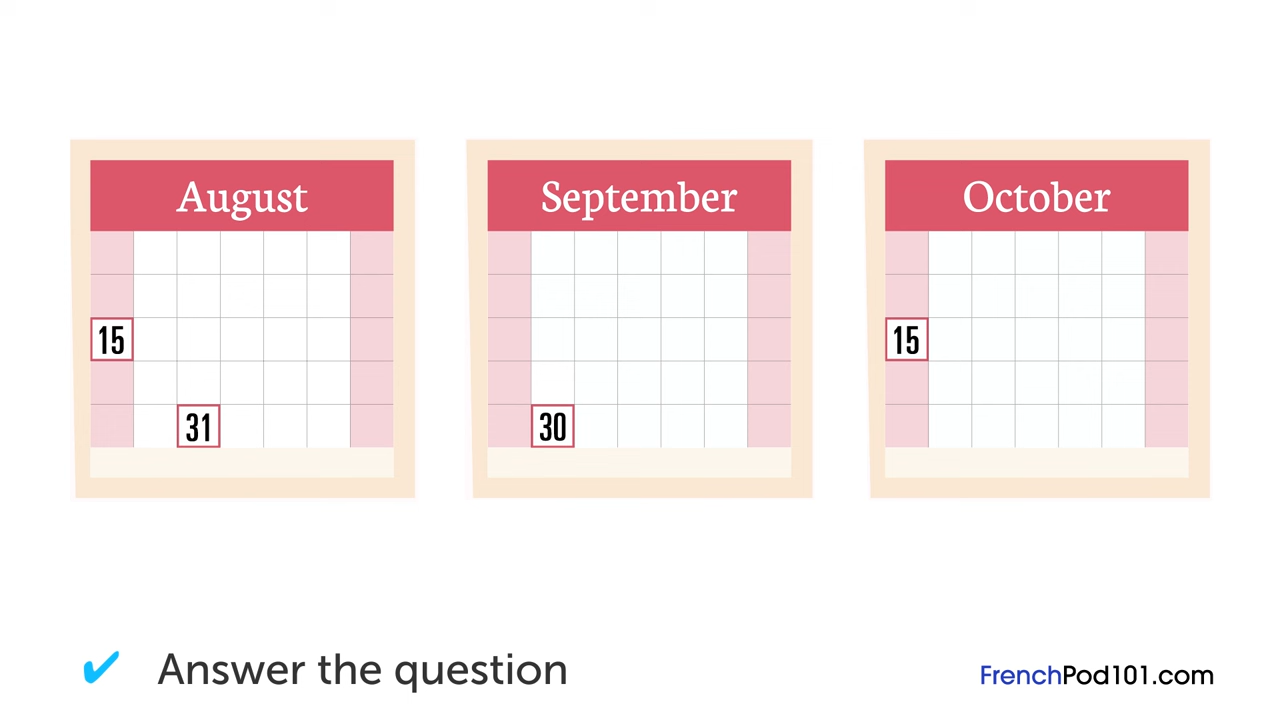 August
September
October
15
15
31
30
Answer the question
FrenchPod101.com